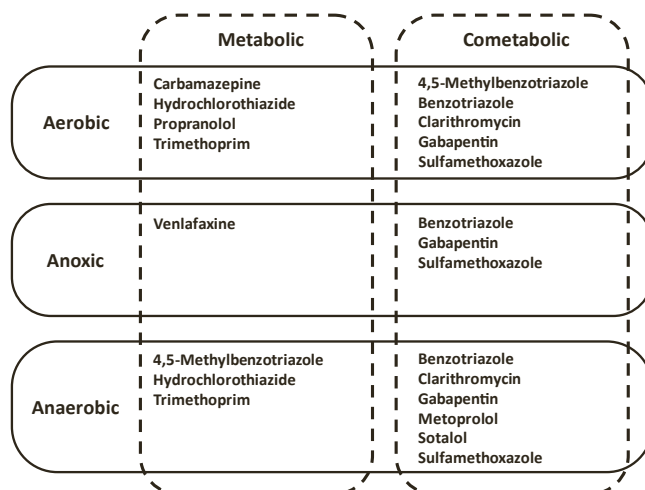 Metabolic
Cometabolic
Aerobic
Carbamazepine
Hydrochlorothiazide
Propranolol
Trimethoprim
4,5-Methylbenzotriazole
Benzotriazole
Clarithromycin
Gabapentin
Sulfamethoxazole
Anoxic
Venlafaxine
Benzotriazole
Gabapentin
Sulfamethoxazole
Anaerobic
4,5-Methylbenzotriazole
Hydrochlorothiazide
Trimethoprim
Benzotriazole
Clarithromycin
Gabapentin
Metoprolol
Sotalol
Sulfamethoxazole